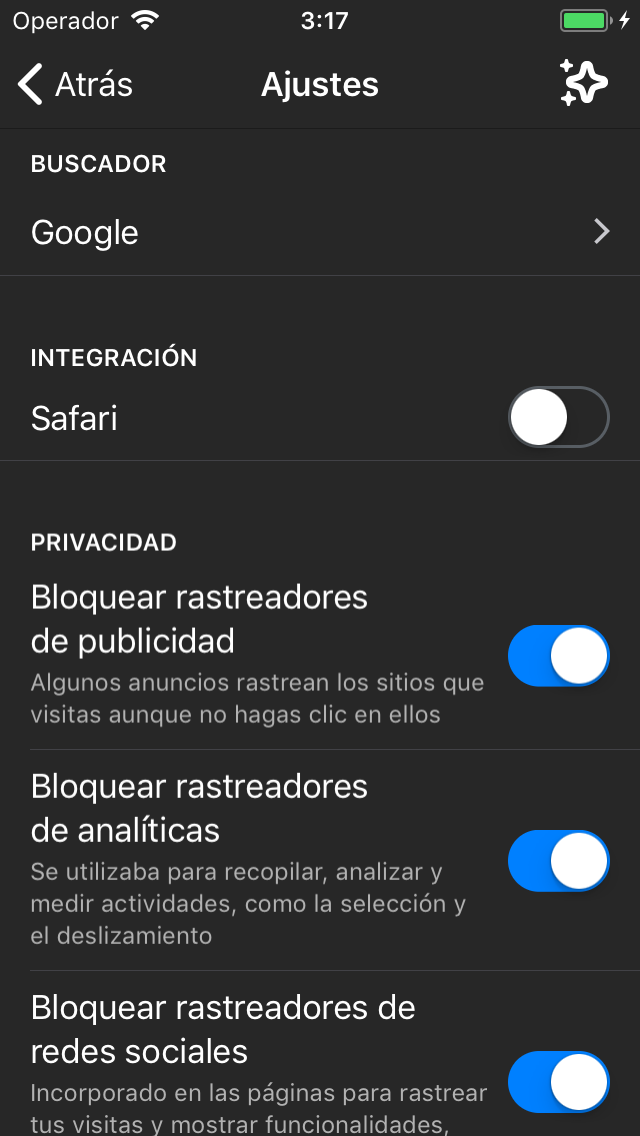 Operador 3:17
Atrás Ajustes
BUSCADOR
Google
INTEGRACIÓN
Safari
PRIVACIDAD
Bloquear rastreadores
de publicidad
Algunos anuncios rastrean los sitios que
visitas aunque no hagas clic en ellos
Bloquear rastreadores
de analíticas
Se utilizaba para recopilar, analizar y
medir actividades, como la selección y
el deslizamiento
Bloquear rastreadores de
redes sociales
Incorporado en las páginas para rastrear
tus visitas y mostrar funcionalidades,